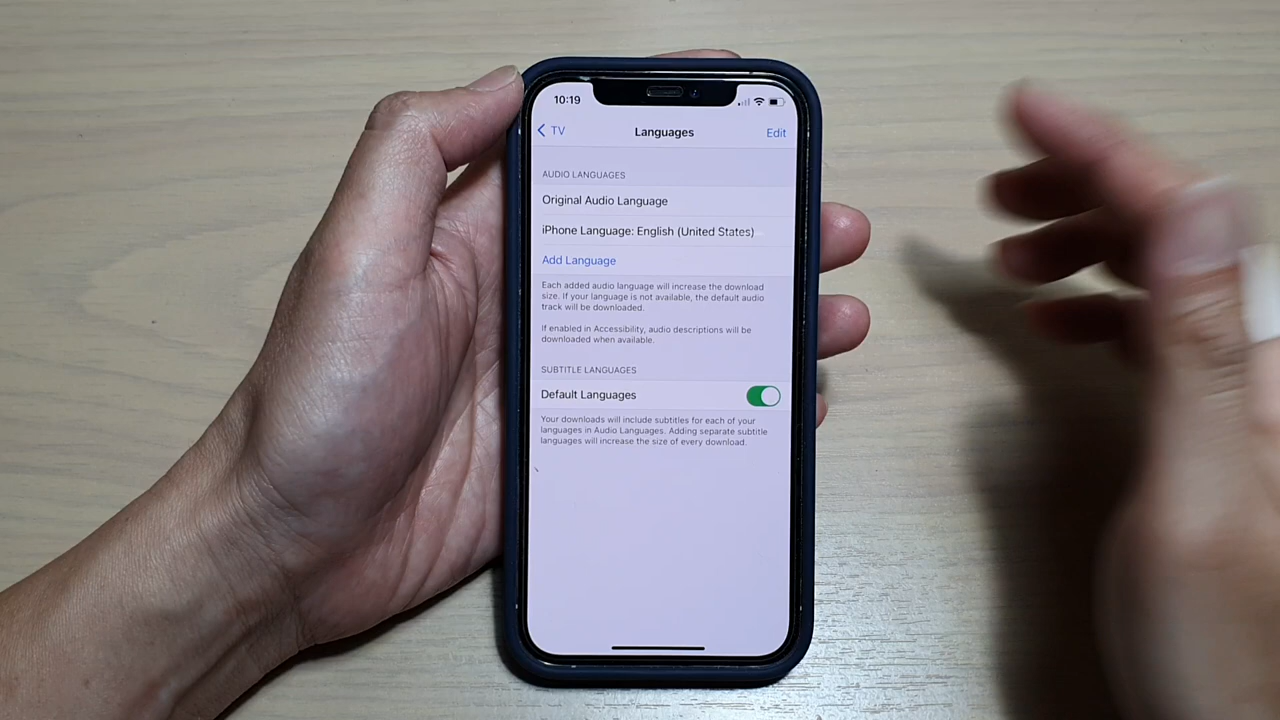 10:19
TV
Languages
Edit
AUDIO LANGUAGES
Original Audio Language
iPhone Language: English (United States)
Add Language
Each added audio language will increase the download
size. If your language is not available, the default audio
track will be downloaded.
If enabled in Accessibility, audio descriptions will be
downloaded when available.
SUBTITLE LANGUAGES
Default Languages
Your downloads will include subtitles for each of your
languages in Audio Languages. Adding separate subtitle
languages will increase the size of every download.